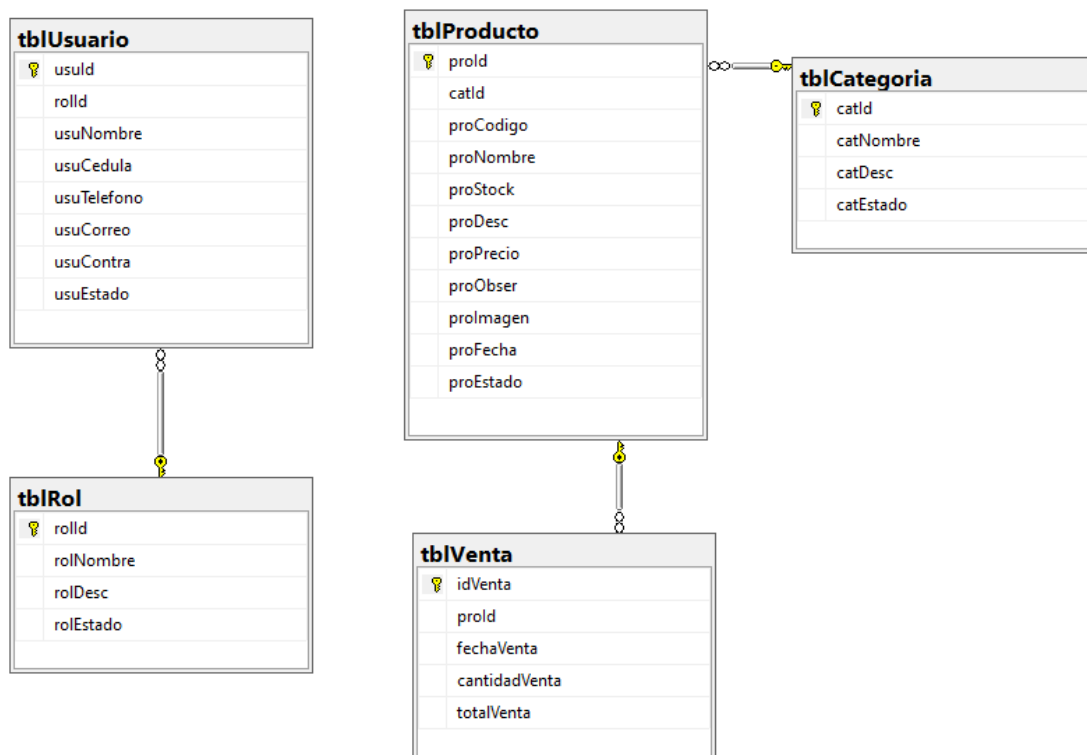 tblUsuario
usuId
rolId
usuNombre
usuCedula
usuTelefono
usuCorreo
usuContra
usuEstado
tblRol
rolId
rolNombre
rolDesc
rolEstado
tblProducto
proId
catId
proCodigo
proNombre
proStock
proDesc
proPrecio
proObser
proImagen
proFecha
proEstado
tblVenta
idVenta
proId
fechaVenta
cantidadVenta
totalVenta
tblCategoria
catId
catNombre
catDesc
catEstado